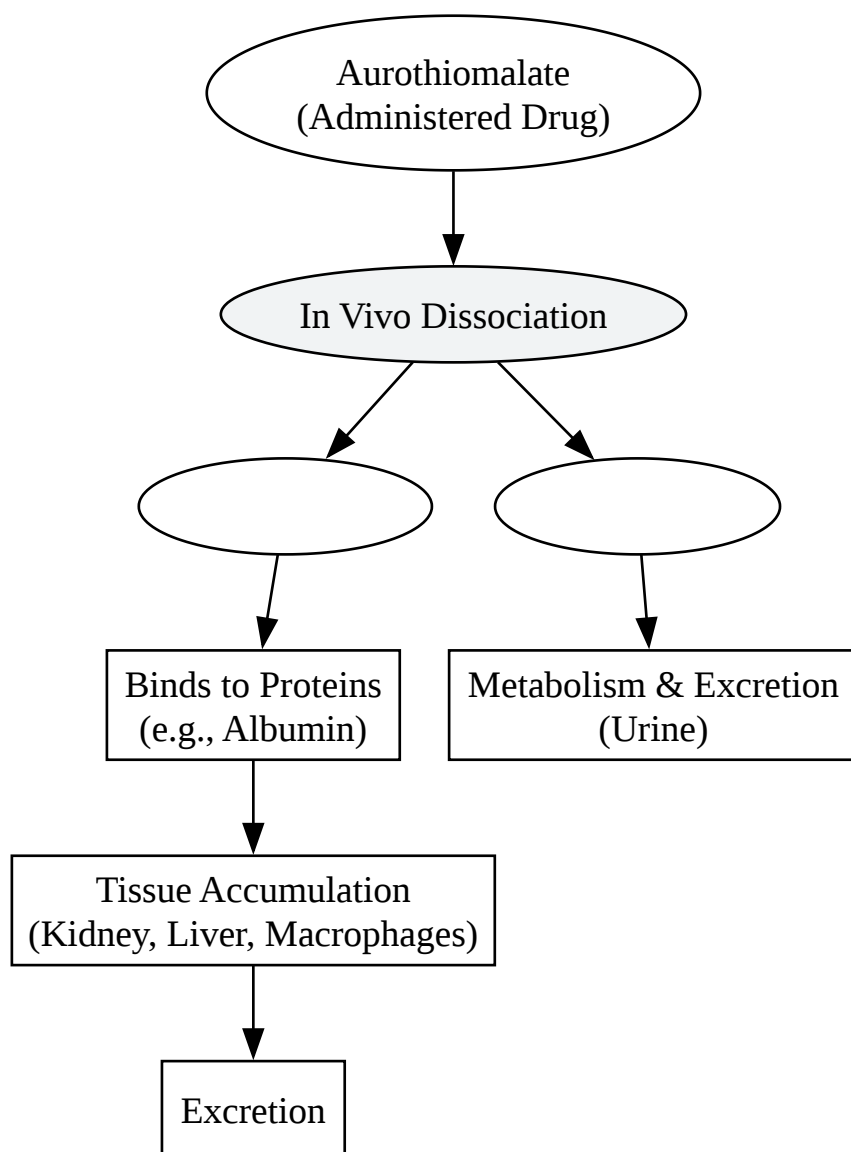 Aurothiomalate
(Administered Drug)
In Vivo Dissociation
Binds to Proteins
(e.g., Albumin)
Metabolism & Excretion
(Urine)
Tissue Accumulation
(Kidney, Liver, Macrophages)
Excretion